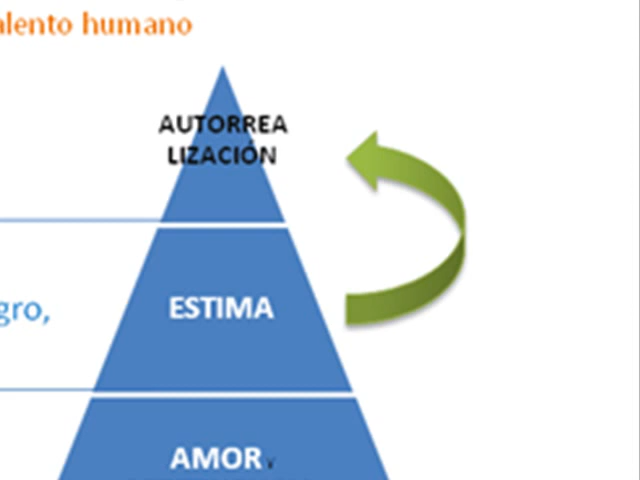 alento humano
AUTORREA
LIZACIÓN
ESTIMA
gro,
AMOR Y